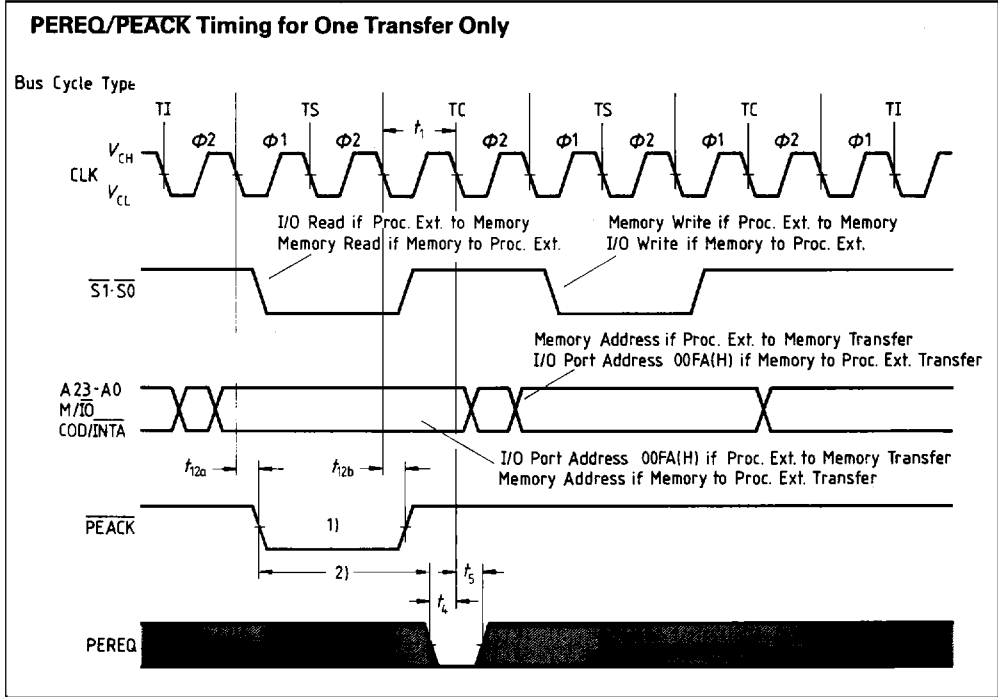 PEREQ/PEACK Timing for One Transfer Only
Bus Cycle Type
TI TS TC TS TC TI
Φ2 Φ1 Φ2 t1 Φ2 Φ1 Φ2 Φ1 Φ2 Φ1
VCH
CLK
VCL
I/O Read if Proc. Ext. to Memory
Memory Read if Memory to Proc. Ext.
Memory Write if Proc. Ext. to Memory
I/O Write if Memory to Proc. Ext.
S1·S0
Memory Address if Proc. Ext. to Memory Transfer
I/O Port Address 00FA(H) if Memory to Proc. Ext. Transfer
A23-A0
M/IO
COD/INTA
I/O Port Address 00FA(H) if Proc. Ext. to Memory Transfer
Memory Address if Memory to Proc. Ext. Transfer
t12a t12b
PEACK
1)
2)
t5
t4
PEREQ